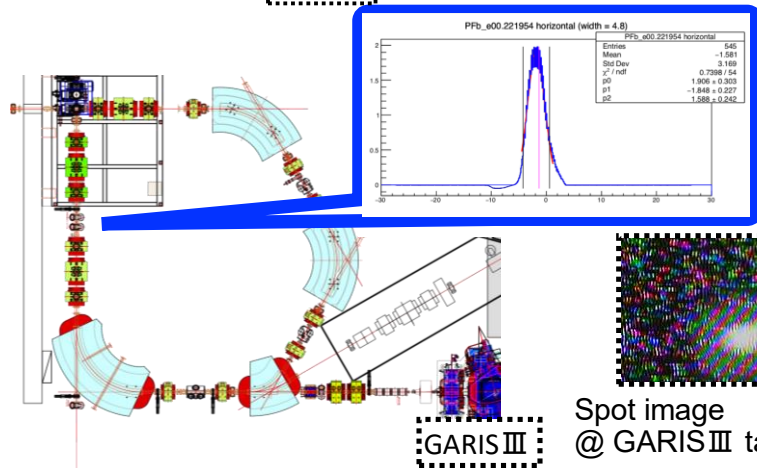 PFb_e00.221954 horizontal (width = 4.8)
PFb_e00.221954 horizontal
Entries 545
Mean −1.581
Std Dev 3.169
χ² / ndf 0.7398 / 54
p0 1.906 ± 0.303
p1 −1.848 ± 0.227
p2 1.588 ± 0.242
2
1.5
1
0.5
0
−30 −20 −10 0 10 20 30
GARISⅢ
Spot image
@ GARISⅢ ta